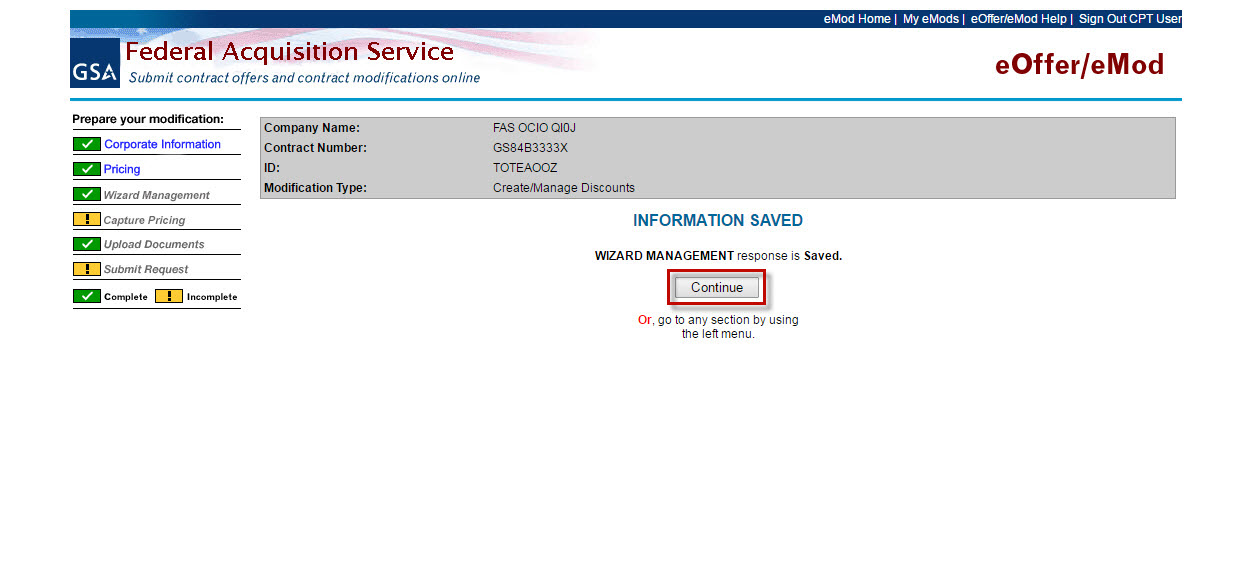 eMod Home | My eMods | eOffer/eMod Help | Sign Out CPT User
GSA
Federal Acquisition Service
Submit contract offers and contract modifications online
eOffer/eMod
Prepare your modification:
Corporate Information
Pricing
Wizard Management
! Capture Pricing
Upload Documents
! Submit Request
Complete ! Incomplete
Company Name: FAS OCIO QI0J
Contract Number: GS84B3333X
ID: TOTEAOOZ
Modification Type: Create/Manage Discounts
INFORMATION SAVED
WIZARD MANAGEMENT response is Saved.
Continue
Or, go to any section by using
the left menu.